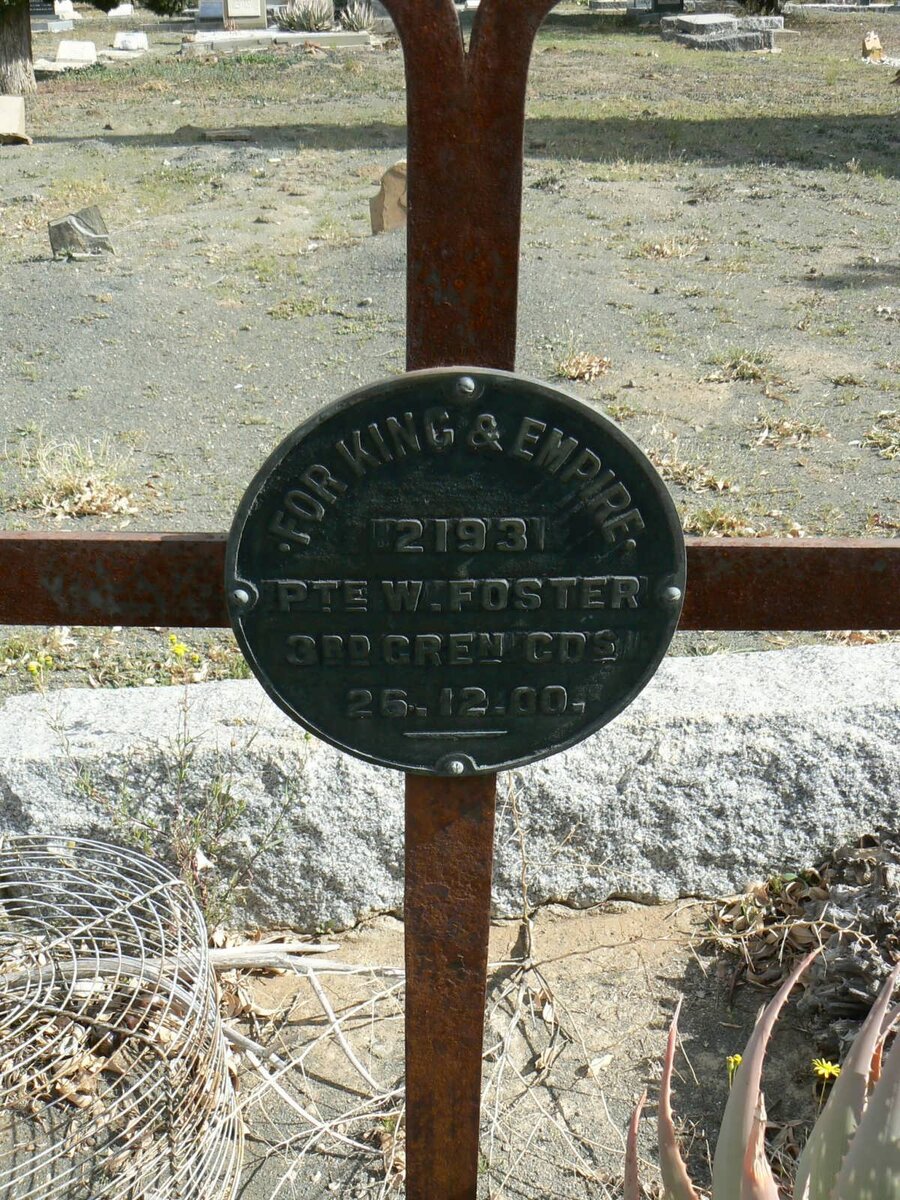 ·FOR KING & EMPIRE·
2193
PTE W. FOSTER
3RD GREN GDS
26.12.00.